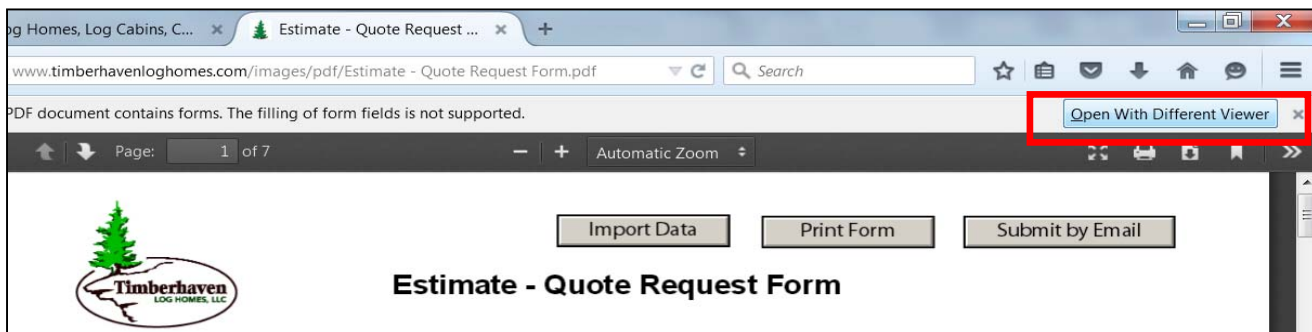 og Homes, Log Cabins, C... × Estimate - Quote Request ... × +
www.timberhavenloghomes.com/images/pdf/Estimate - Quote Request Form.pdf Search
PDF document contains forms. The filling of form fields is not supported. Open With Different Viewer ×
Page: 1 of 7 − + Automatic Zoom
Import Data Print Form Submit by Email
Timberhaven
LOG HOMES, LLC
Estimate - Quote Request Form